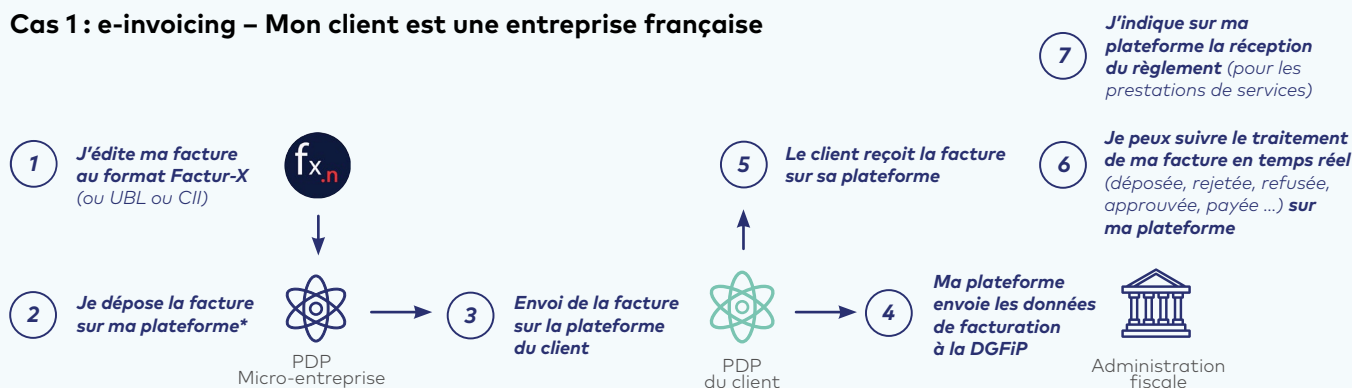 Cas 1 : e-invoicing – Mon client est une entreprise française
1
J'édite ma facture
au format Factur-X
(ou UBL ou CII)
fx.n
2
Je dépose la facture
sur ma plateforme*
PDP
Micro-entreprise
3
Envoi de la facture
sur la plateforme
du client
PDP
du client
4
Ma plateforme
envoie les données
de facturation
à la DGFiP
Administration
fiscale
5
Le client reçoit la facture
sur sa plateforme
6
Je peux suivre le traitement
de ma facture en temps réel
(déposée, rejetée, refusée,
approuvée, payée ...) sur
ma plateforme
7
J'indique sur ma
plateforme la réception
du règlement (pour les
prestations de services)